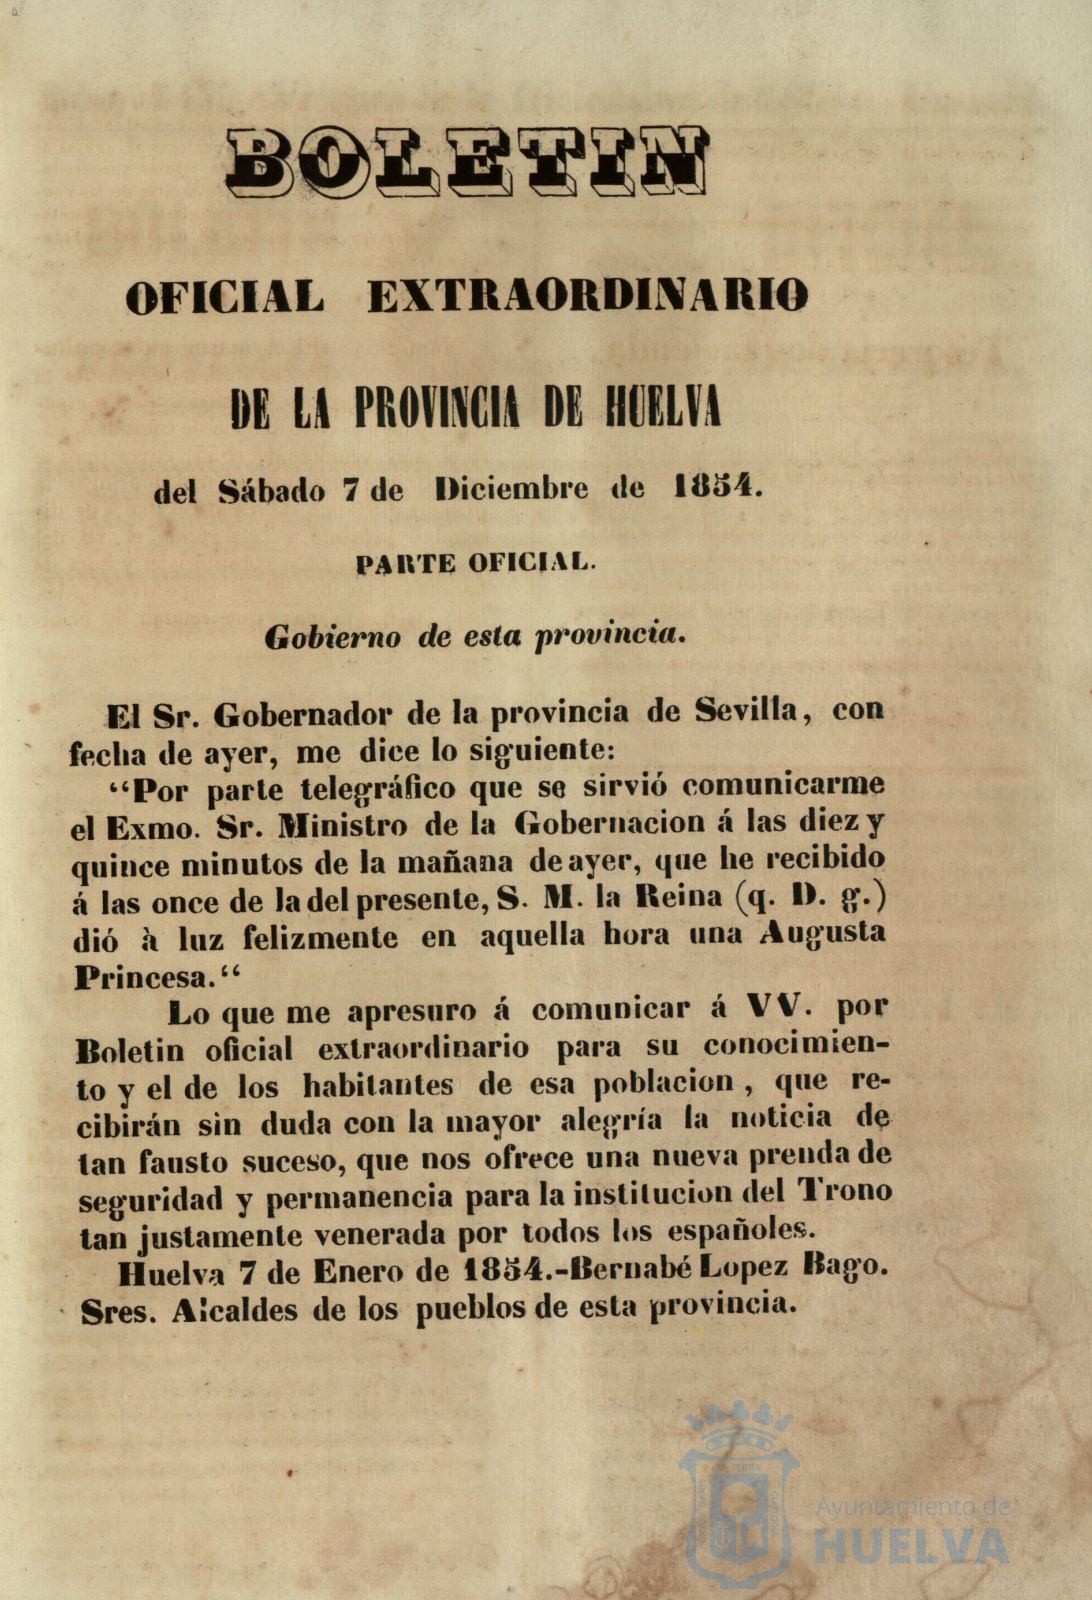 BOLETIN
OFICIAL EXTRAORDINARIO
DE LA PROVINCIA DE HUELVA
del Sábado 7 de Diciembre de 1854.
PARTE OFICIAL.
Gobierno de esta provincia.
El Sr. Gobernador de la provincia de Sevilla, con
fecha de ayer, me dice lo siguiente:
“Por parte telegráfico que se sirvió comunicarme
el Exmo. Sr. Ministro de la Gobernacion á las diez y
quince minutos de la mañana de ayer, que he recibido
á las once de la del presente, S. M. la Reina (q. D. g.)
dió à luz felizmente en aquella hora una Augusta
Princesa.“
Lo que me apresuro á comunicar á VV. por
Boletin oficial extraordinario para su conocimien-
to y el de los habitantes de esa poblacion, que re-
cibirán sin duda con la mayor alegría la noticia de
tan fausto suceso, que nos ofrece una nueva prenda de
seguridad y permanencia para la institucion del Trono
tan justamente venerada por todos los españoles.
Huelva 7 de Enero de 1854.-Bernabé Lopez Bago.
Sres. Alcaldes de los pueblos de esta provincia.
Ayuntamiento de
HUELVA